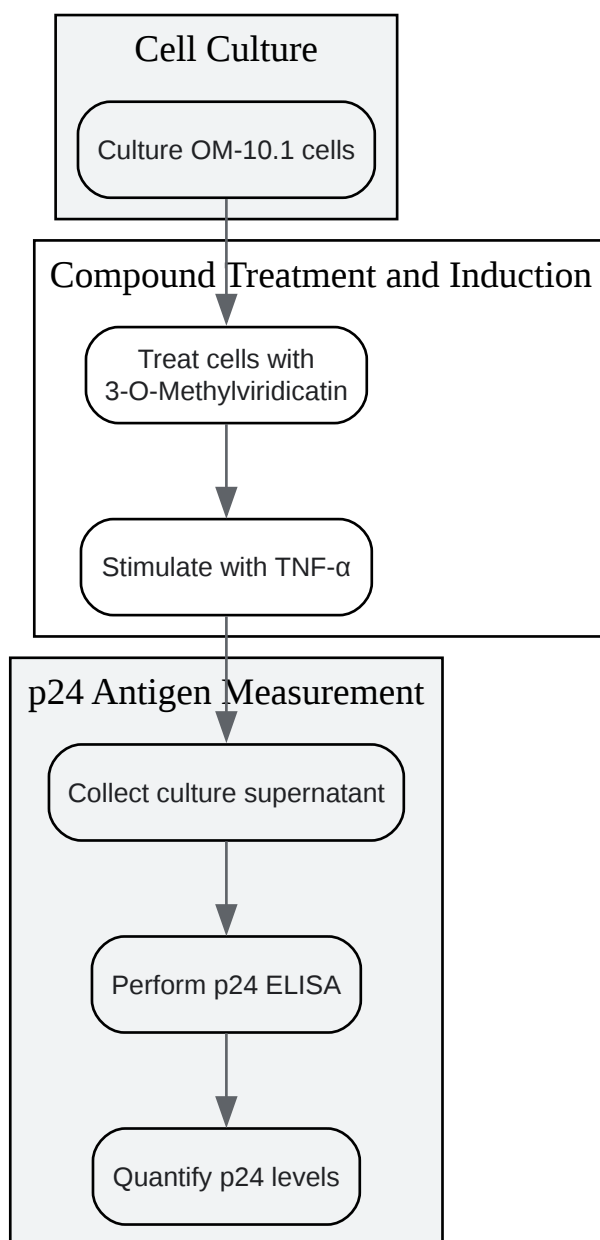 Cell Culture
Culture OM-10.1 cells
Compound Treatment and Induction
Treat cells with
3-O-Methylviridicatin
Stimulate with TNF-α
p24 Antigen Measurement
Collect culture supernatant
Perform p24 ELISA
Quantify p24 levels